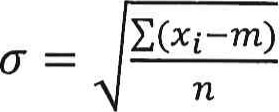 σ = √(∑(xᵢ−m)/n)